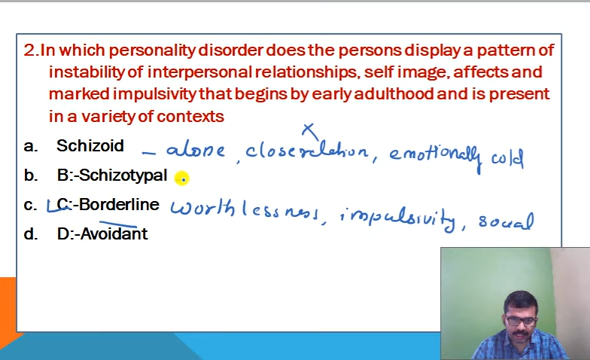 2.In which personality disorder does the persons display a pattern of
instability of interpersonal relationships, self image, affects and
marked impulsivity that begins by early adulthood and is present
in a variety of contexts
a. Schizoid – alone, close relation, emotionally cold
b. B:-Schizotypal
c. C:-Borderline worthlessness, impulsivity, social
d. D:-Avoidant